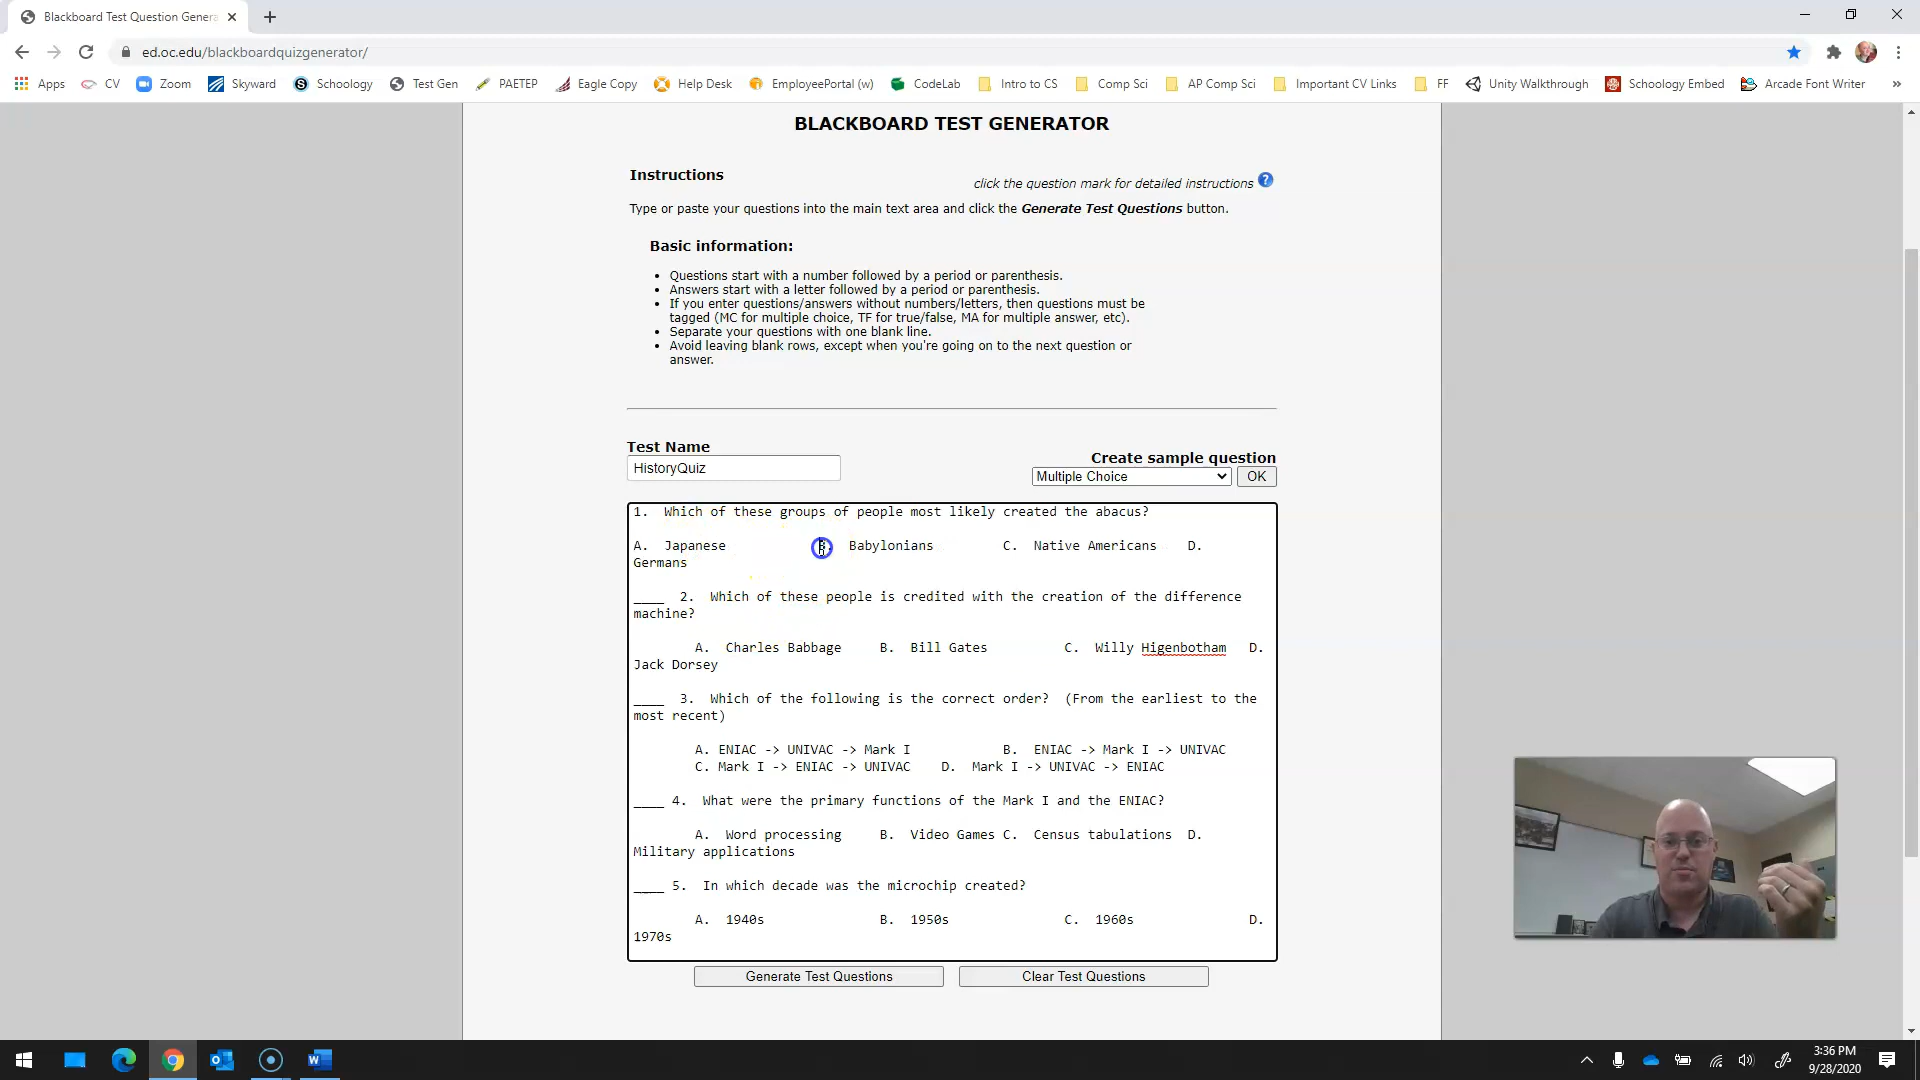 Blackboard Test Question Genera
ed.oc.edu/blackboardquizgenerator/
Apps CV Zoom Skyward Schoology Test Gen PAETEP Eagle Copy Help Desk EmployeePortal (w) CodeLab Intro to CS Comp Sci AP Comp Sci Important CV Links FF Unity Walkthrough Schoology Embed Arcade Font Writer »
BLACKBOARD TEST GENERATOR
Instructions
click the question mark for detailed instructions ?
Type or paste your questions into the main text area and click the Generate Test Questions button.
Basic information:
• Questions start with a number followed by a period or parenthesis.
• Answers start with a letter followed by a period or parenthesis.
• If you enter questions/answers without numbers/letters, then questions must be
tagged (MC for multiple choice, TF for true/false, MA for multiple answer, etc).
• Separate your questions with one blank line.
• Avoid leaving blank rows, except when you're going on to the next question or
answer.
Test Name
HistoryQuiz
Create sample question
Multiple Choice OK
1. Which of these groups of people most likely created the abacus?
A. Japanese B. Babylonians C. Native Americans D.
Germans
____ 2. Which of these people is credited with the creation of the difference
machine?
A. Charles Babbage B. Bill Gates C. Willy Higenbotham D.
Jack Dorsey
____ 3. Which of the following is the correct order? (From the earliest to the
most recent)
A. ENIAC -> UNIVAC -> Mark I B. ENIAC -> Mark I -> UNIVAC
C. Mark I -> ENIAC -> UNIVAC D. Mark I -> UNIVAC -> ENIAC
____ 4. What were the primary functions of the Mark I and the ENIAC?
A. Word processing B. Video Games C. Census tabulations D.
Military applications
____ 5. In which decade was the microchip created?
A. 1940s B. 1950s C. 1960s D.
1970s
Generate Test Questions Clear Test Questions
3:36 PM
9/28/2020